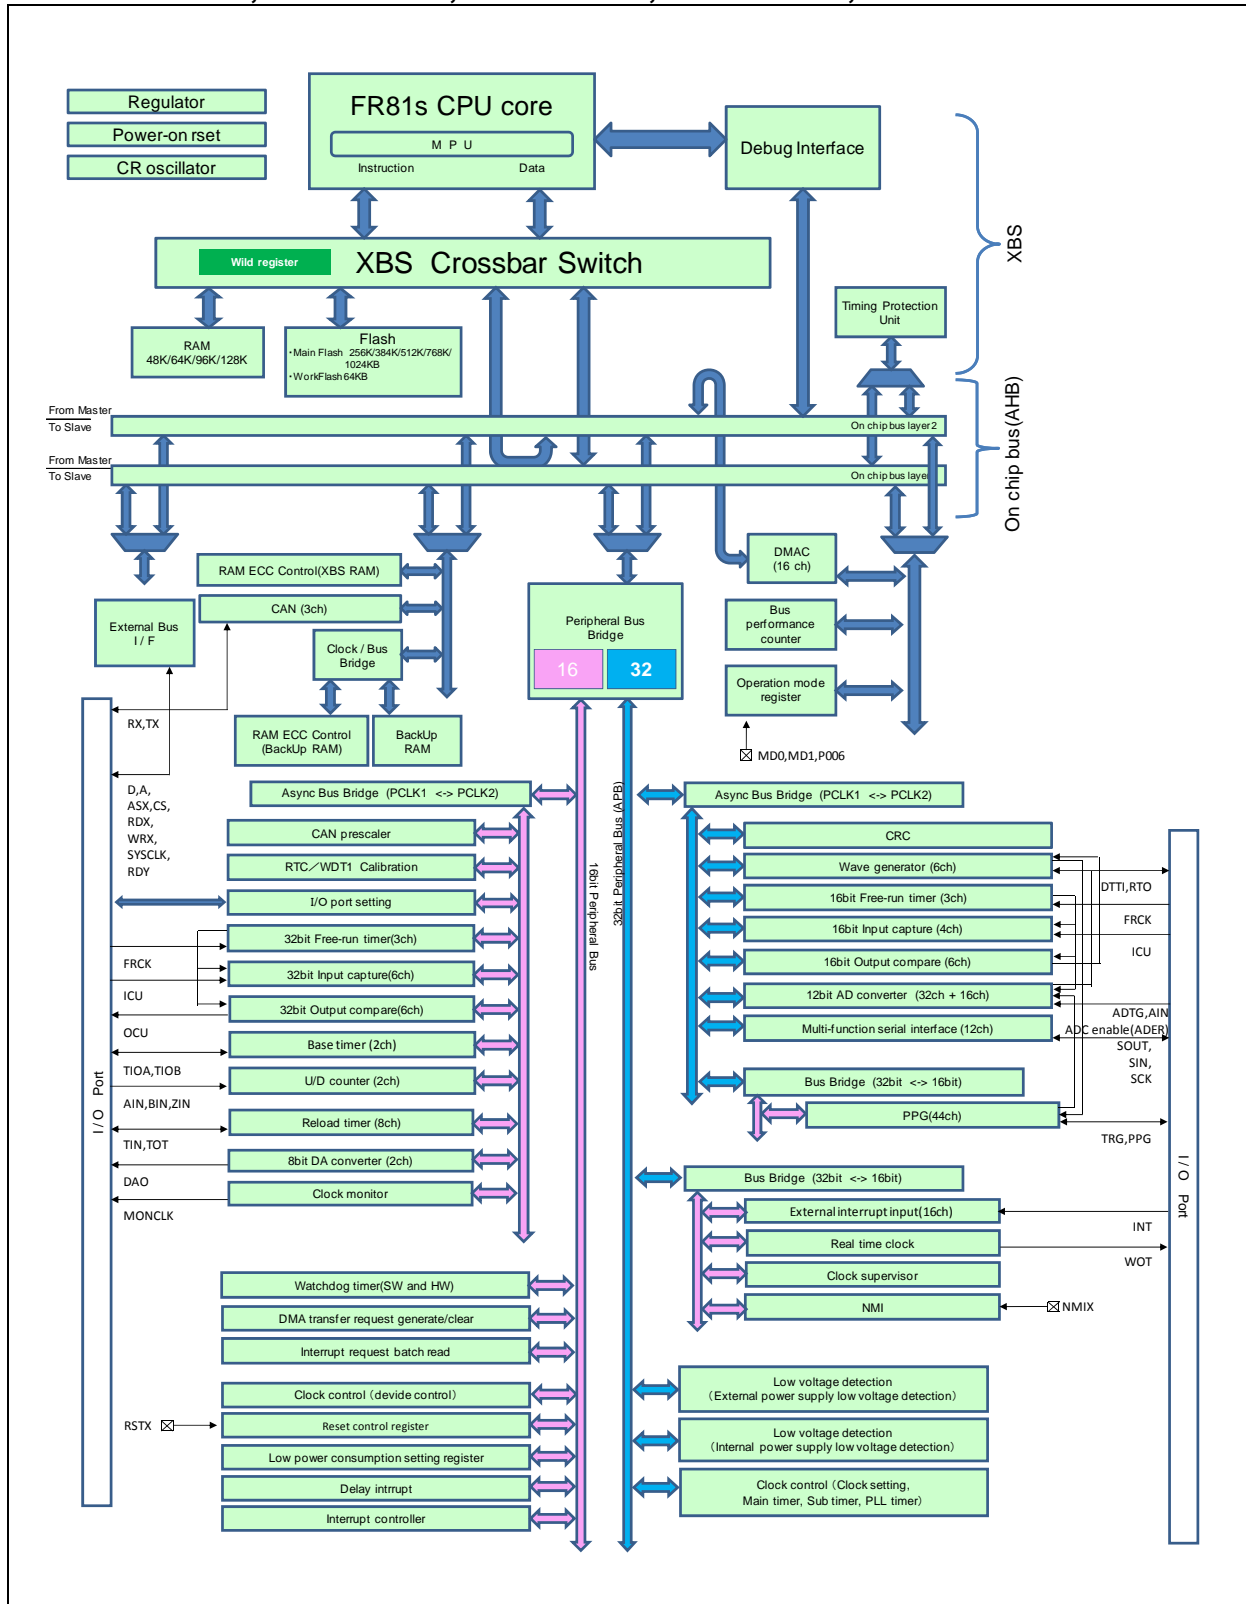 Regulator
Power-on rset
CR oscillator
FR81s CPU core
M P U
Instruction
Data
Debug Interface
XBS
Wild register
XBS Crossbar Switch
Timing Protection
Unit
RAM
48K/64K/96K/128K
Flash
・Main Flash 256K/384K/512K/768K/
1024KB
・WorkFlash64KB
On chip bus(AHB)
From Master
To Slave
On chip bus layer2
From Master
To Slave
On chip bus layer
DMAC
(16 ch)
RAM ECC Control(XBS RAM)
CAN (3ch)
External Bus
I / F
Clock / Bus
Bridge
Peripheral Bus
Bridge
16
32
Bus
performance
counter
Operation mode
register
RX,TX
RAM ECC Control
(BackUp RAM)
BackUp
RAM
MD0,MD1,P006
D,A,
ASX,CS,
RDX,
WRX,
SYSCLK,
RDY
16bit Peripheral Bus
32bit Peripheral Bus (APB)
Async Bus Bridge (PCLK1 <-> PCLK2)
CAN prescaler
RTC／WDT1 Calibration
I/O port setting
32bit Free-run timer(3ch)
FRCK
32bit Input capture(6ch)
ICU
32bit Output compare(6ch)
OCU
Base timer (2ch)
TIOA,TIOB
U/D counter (2ch)
AIN,BIN,ZIN
Reload timer (8ch)
TIN,TOT
8bit DA converter (2ch)
DAO
Clock monitor
MONCLK
I / O Port
Async Bus Bridge (PCLK1 <-> PCLK2)
CRC
Wave generator (6ch)
DTTI,RTO
16bit Free-run timer (3ch)
FRCK
16bit Input capture (4ch)
ICU
16bit Output compare (6ch)
12bit AD converter (32ch + 16ch)
ADTG,AIN
ADC enable(ADER)
Multi-function serial interface (12ch)
SOUT,
SIN,
SCK
Bus Bridge (32bit <-> 16bit)
PPG(44ch)
TRG,PPG
I / O Port
Bus Bridge (32bit <-> 16bit)
External interrupt input(16ch)
INT
Real time clock
WOT
Clock supervisor
NMI
NMIX
Watchdog timer(SW and HW)
DMA transfer request generate/clear
Interrupt request batch read
Clock control（devide control）
RSTX
Reset control register
Low power consumption setting register
Delay intrrupt
Interrupt controller
Low voltage detection
（External power supply low voltage detection）
Low voltage detection
（Internal power supply low voltage detection）
Clock control（Clock setting,
Main timer, Sub timer, PLL timer）